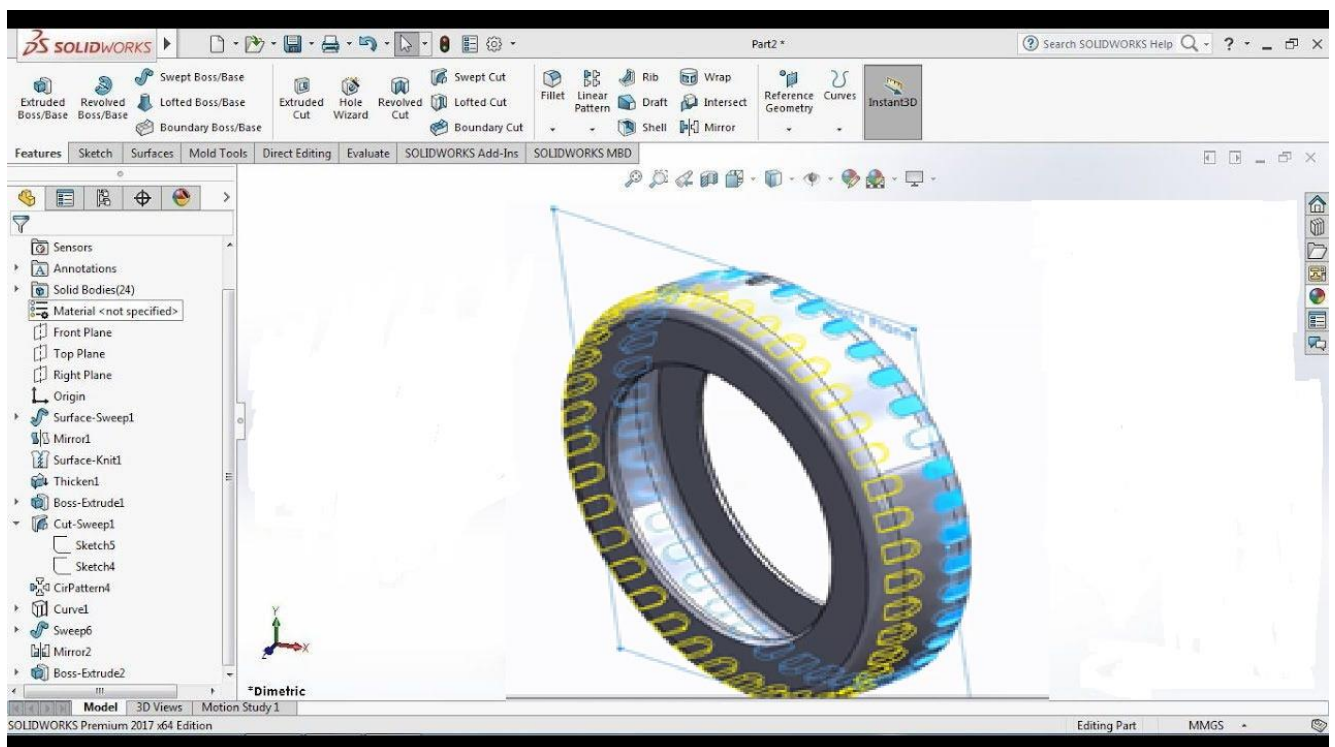 SOLIDWORKS
Part2 *
Search SOLIDWORKS Help
Extruded Boss/Base
Revolved Boss/Base
Swept Boss/Base
Lofted Boss/Base
Boundary Boss/Base
Extruded Cut
Hole Wizard
Revolved Cut
Swept Cut
Lofted Cut
Boundary Cut
Fillet
Linear Pattern
Rib
Draft
Shell
Wrap
Intersect
Mirror
Reference Geometry
Curves
Instant3D
Features Sketch Surfaces Mold Tools Direct Editing Evaluate SOLIDWORKS Add-Ins SOLIDWORKS MBD
Sensors
Annotations
Solid Bodies(24)
Material <not specified>
Front Plane
Top Plane
Right Plane
Origin
Surface-Sweep1
Mirror1
Surface-Knit1
Thicken1
Boss-Extrude1
Cut-Sweep1
Sketch5
Sketch4
CirPattern4
Curve1
Sweep6
Mirror2
Boss-Extrude2
Plane
Y
X
Z
*Dimetric
Model 3D Views Motion Study 1
SOLIDWORKS Premium 2017 x64 Edition
Editing Part MMGS